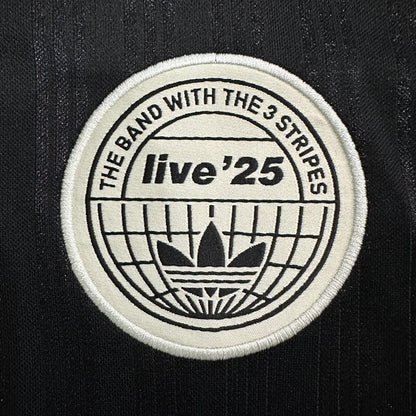 THE BAND WITH THE 3 STRIPES
live '25